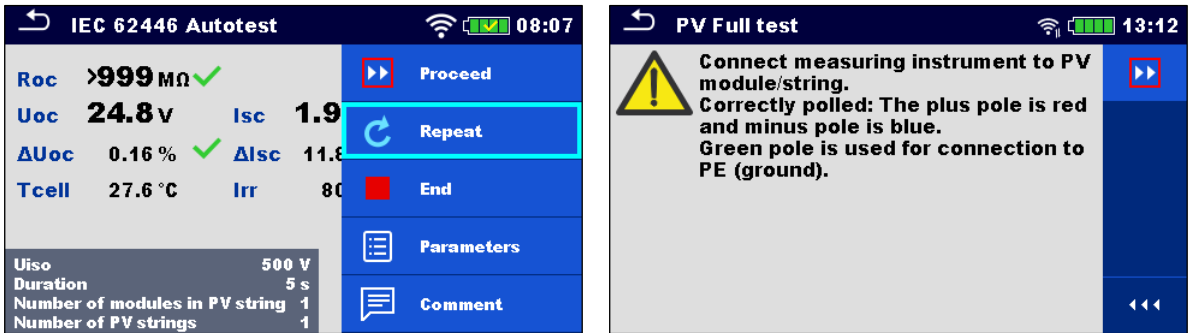 IEC 62446 Autotest 08:07
Roc >999 MΩ
Uoc 24.8 V Isc 1.9
ΔUoc 0.16 % ΔIsc 11.8
Tcell 27.6 °C Irr 80
Uiso 500 V
Duration 5 s
Number of modules in PV string 1
Number of PV strings 1
Proceed
Repeat
End
Parameters
Comment
PV Full test 13:12
Connect measuring instrument to PV
module/string.
Correctly polled: The plus pole is red
and minus pole is blue.
Green pole is used for connection to
PE (ground).